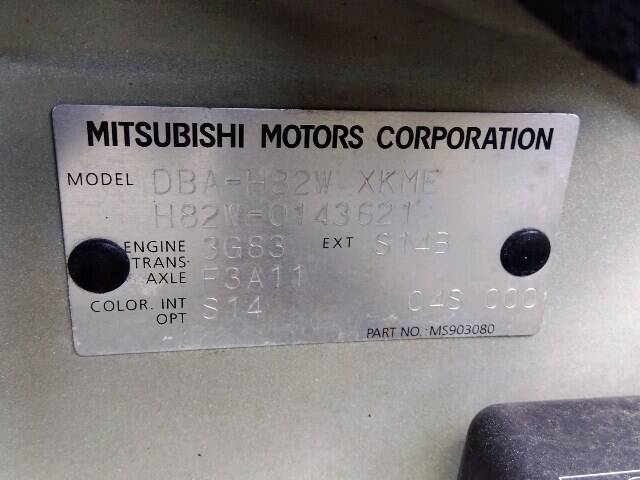 MITSUBISHI MOTORS CORPORATION
MODEL DBA-H82W XKME
H82W-0143621
ENGINE 3G83 EXT S14B
TRANS-
AXLE F3A11
COLOR. INT S14 04S 000
OPT
PART NO.:MS903080